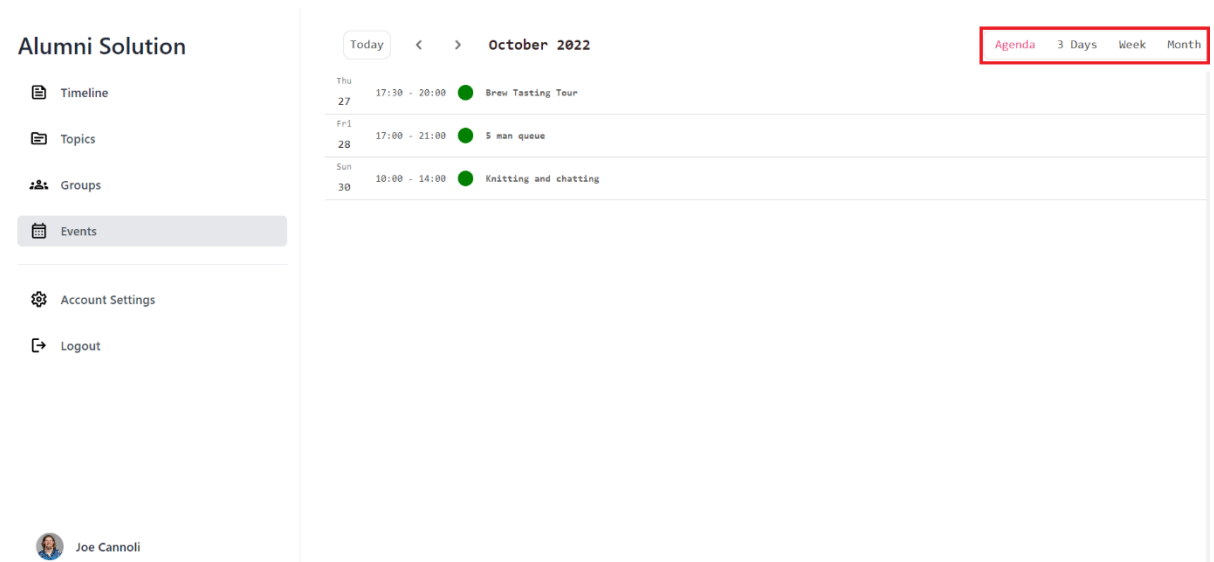 Alumni Solution
Timeline
Topics
Groups
Events
Account Settings
Logout
Joe Cannoli
Today < > October 2022
Agenda 3 Days Week Month
Thu
27 17:30 - 20:00 Brew Tasting Tour
Fri
28 17:00 - 21:00 5 man queue
Sun
30 10:00 - 14:00 Knitting and chatting